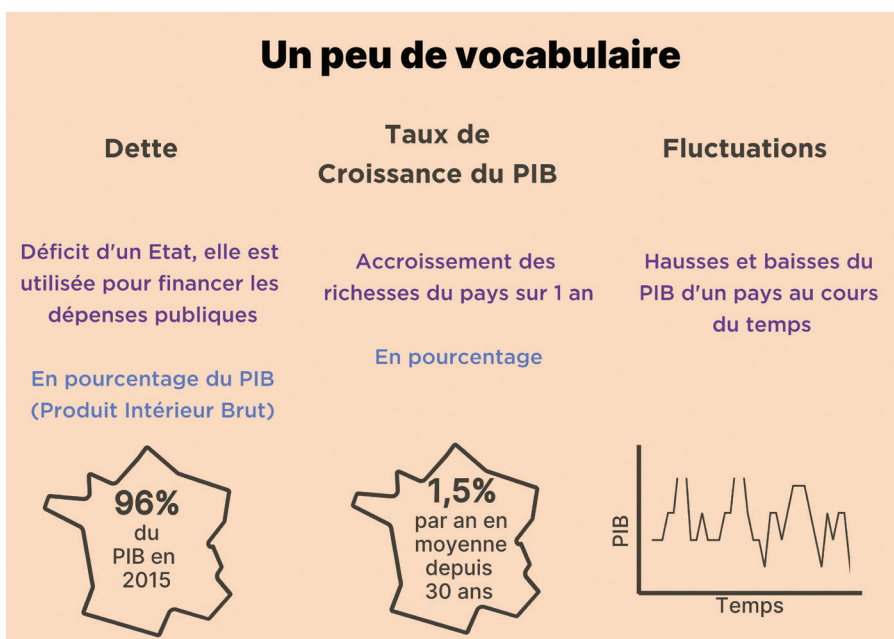 Un peu de vocabulaire
Dette
Déficit d'un Etat, elle est
utilisée pour financer les
dépenses publiques
En pourcentage du PIB
(Produit Intérieur Brut)
96%
du
PIB en
2015
Taux de
Croissance du PIB
Accroissement des
richesses du pays sur 1 an
En pourcentage
1,5%
par an en
moyenne
depuis
30 ans
Fluctuations
Hausses et baisses du
PIB d'un pays au cours
du temps
PIB
Temps